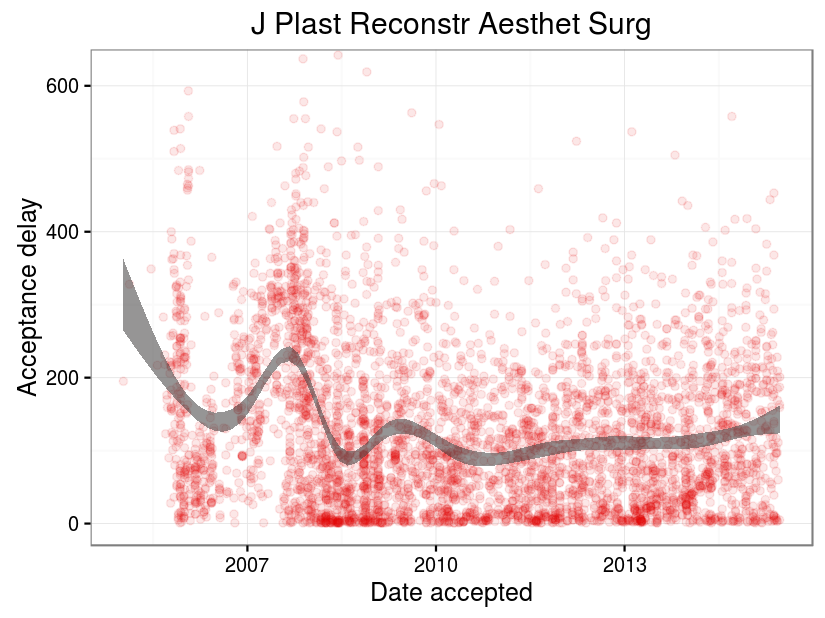 J Plast Reconstr Aesthet Surg
Acceptance delay
600
400
200
0
2007 2010 2013
Date accepted